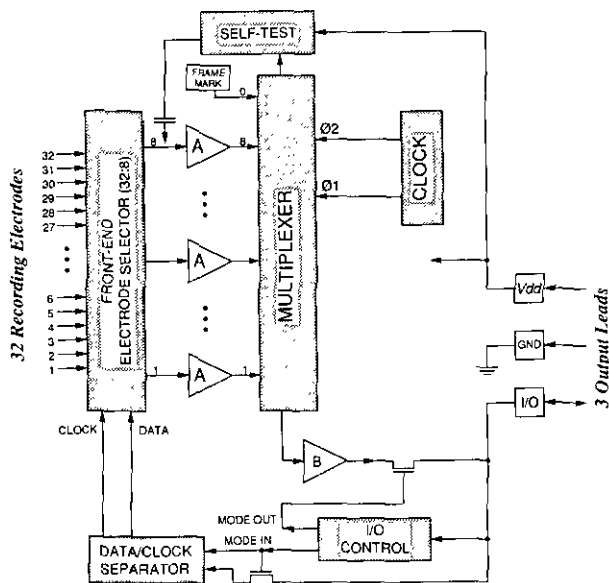 SELF-TEST
FRAME
MARK
0
8
A
8
Ø2
Ø1
CLOCK
32 Recording Electrodes
32
31
30
29
28
27
6
5
4
3
2
1
FRONT-END
ELECTRODE SELECTOR (32:8)
A
MULTIPLEXER
1
A
1
Vdd
GND
I/O
3 Output Leads
CLOCK
DATA
B
MODE OUT
MODE IN
I/O
CONTROL
DATA/CLOCK
SEPARATOR